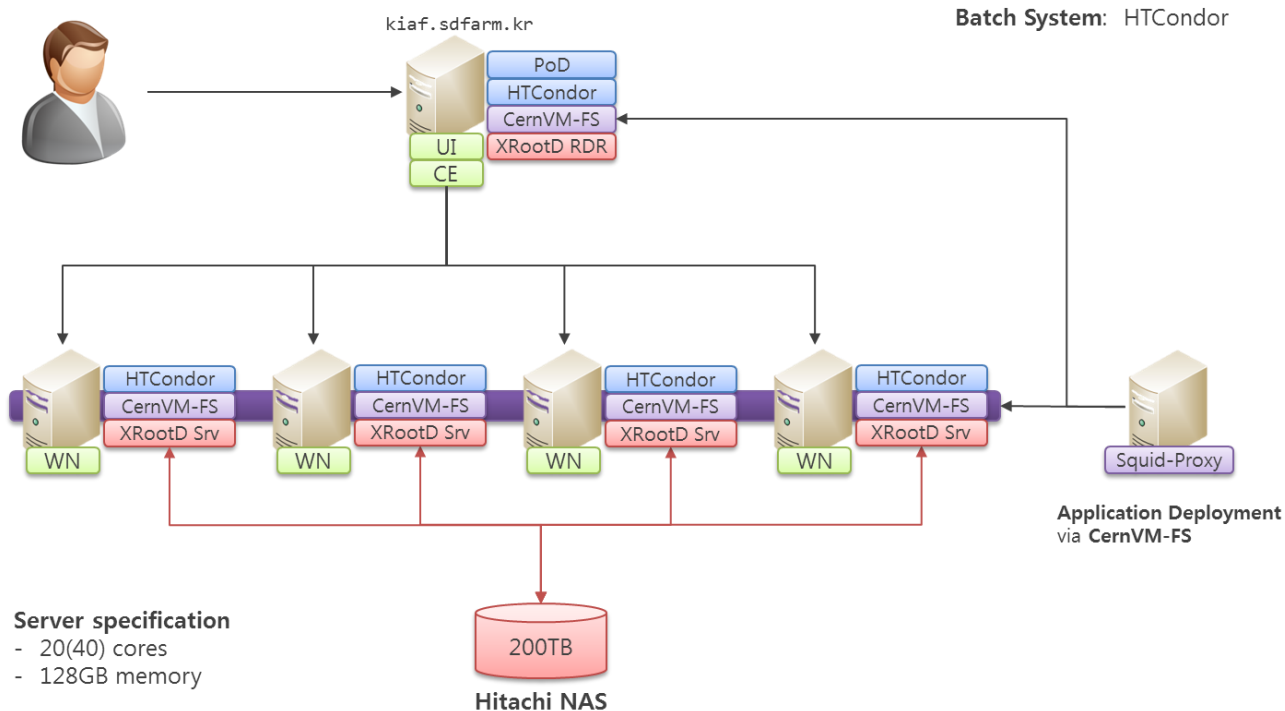 kiaf.sdfarm.kr
Batch System: HTCondor
PoD
HTCondor
CernVM-FS
UI
XRootD RDR
CE
HTCondor
CernVM-FS
XRootD Srv
WN
HTCondor
CernVM-FS
XRootD Srv
WN
HTCondor
CernVM-FS
XRootD Srv
WN
HTCondor
CernVM-FS
XRootD Srv
WN
Squid-Proxy
Application Deployment
via CernVM-FS
Server specification
- 20(40) cores
- 128GB memory
200TB
Hitachi NAS